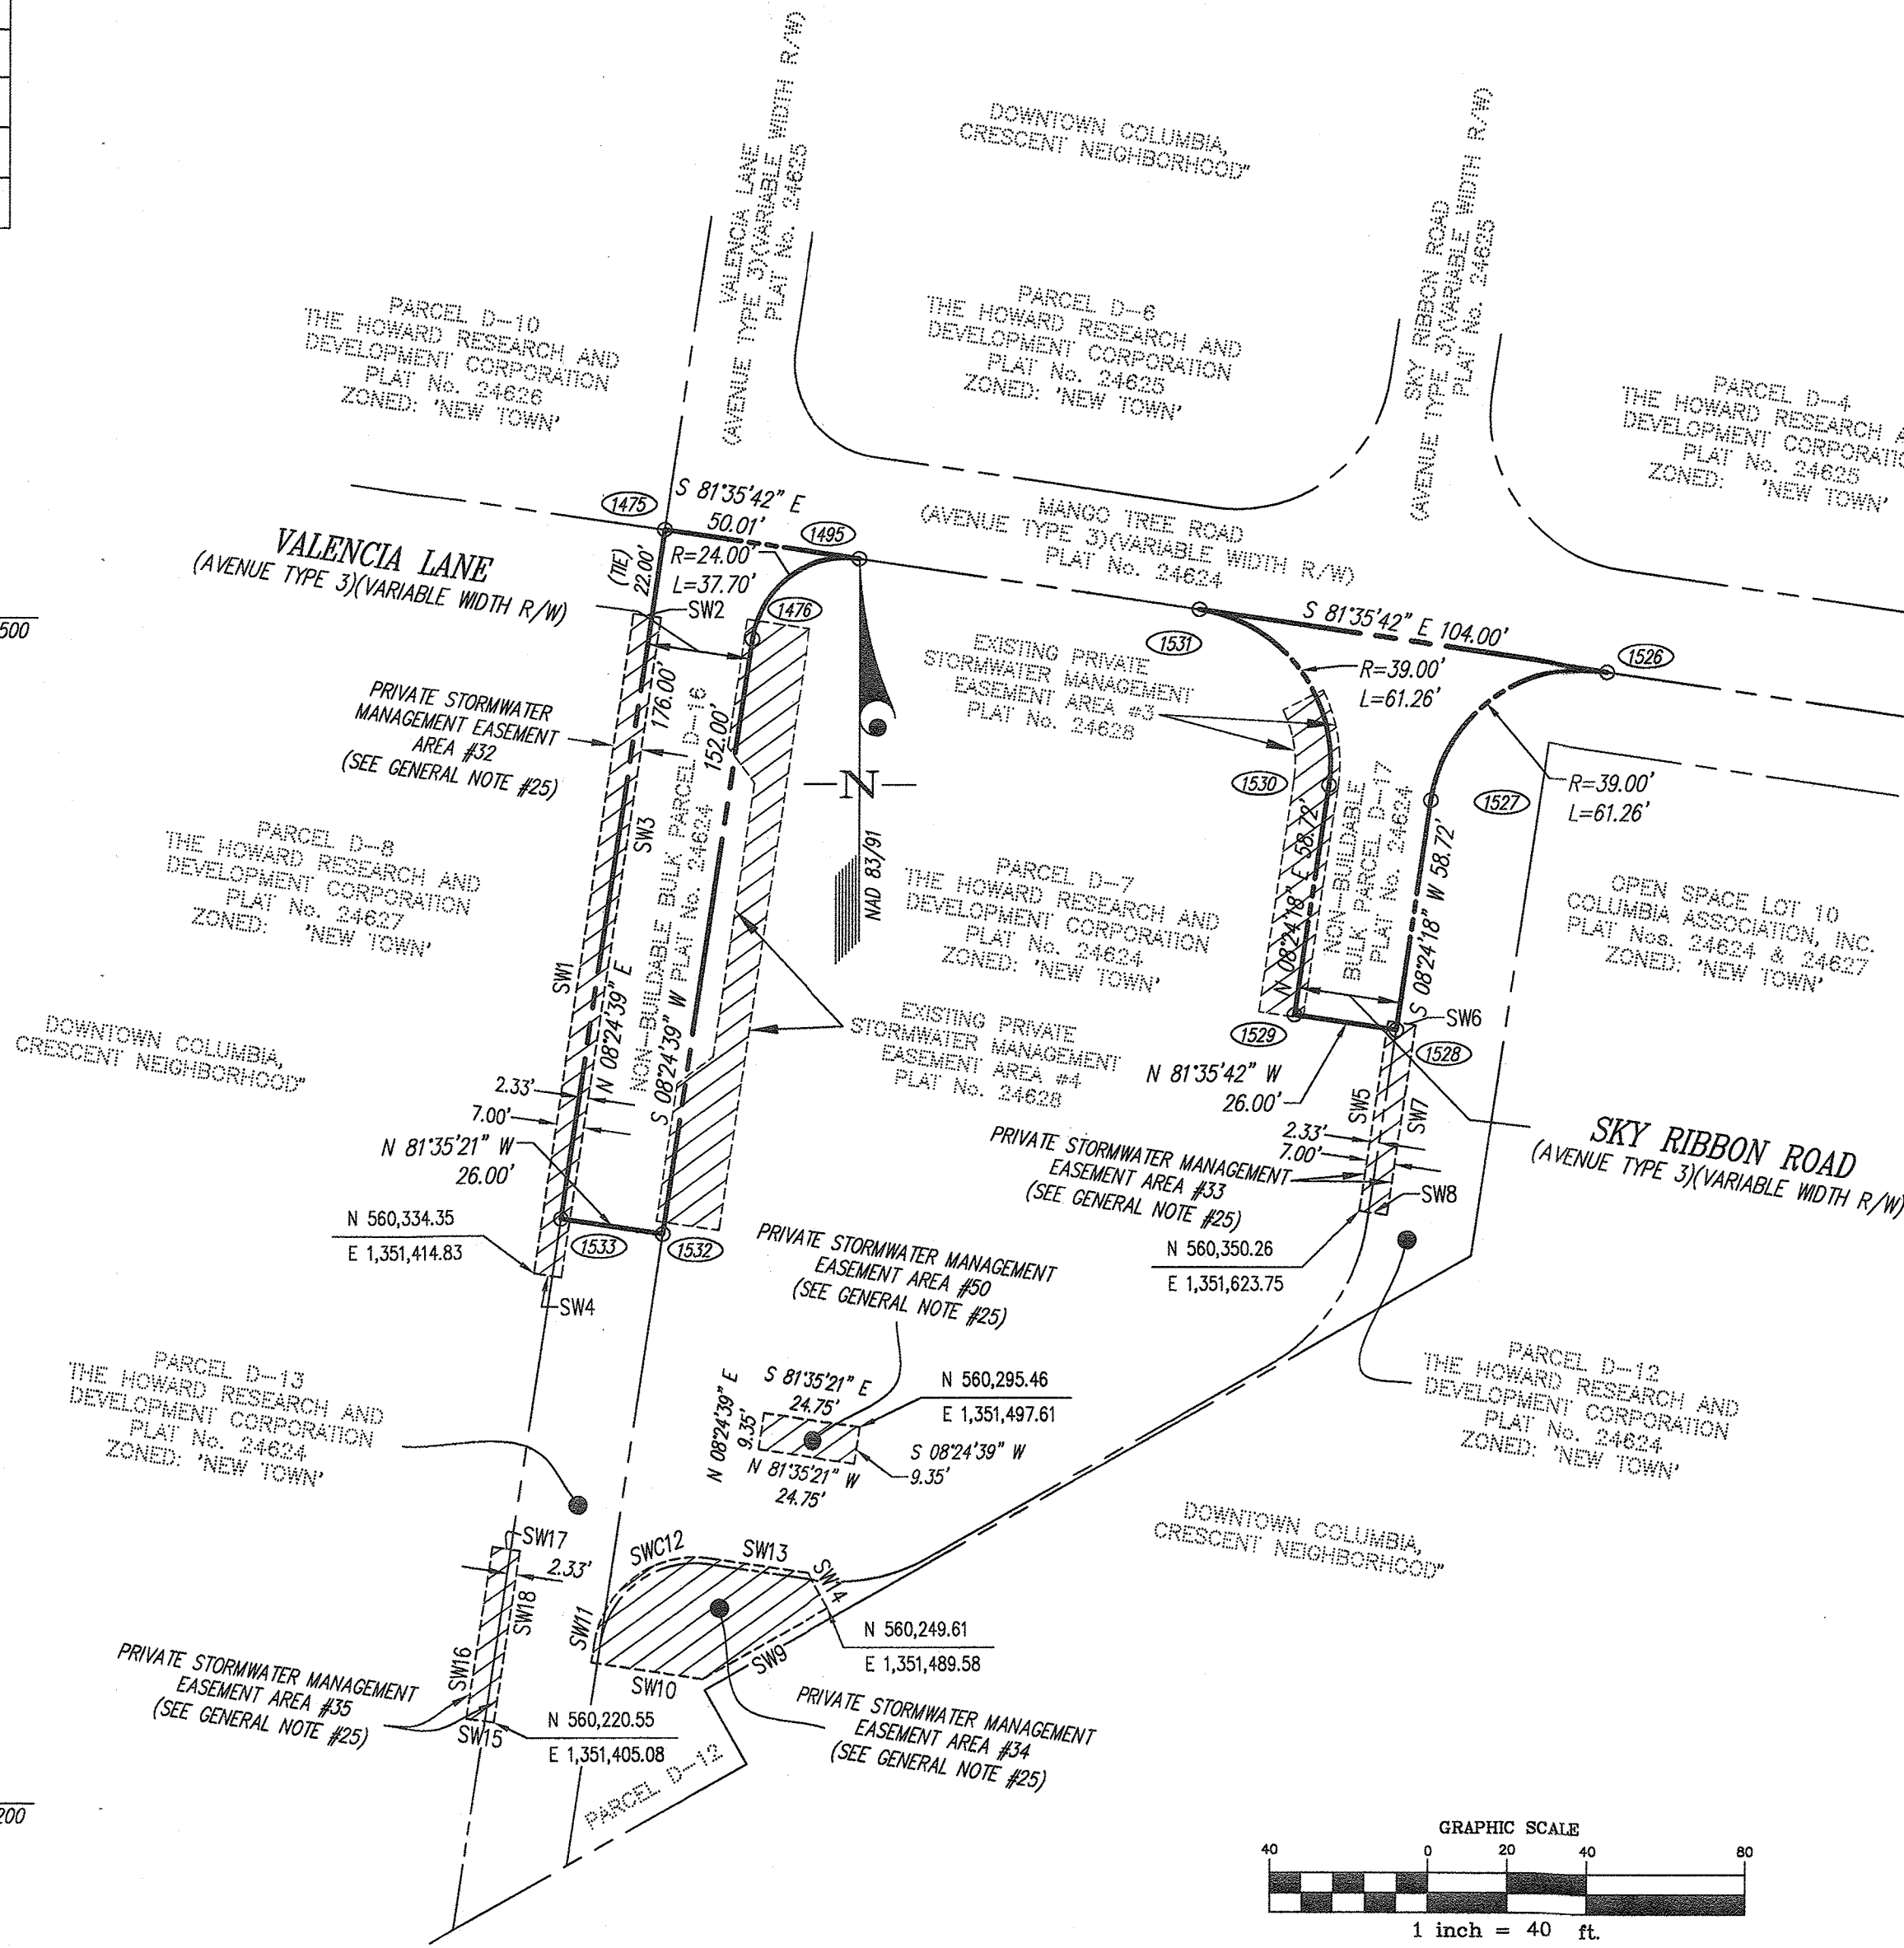 VALENCIA LANE
(AVENUE TYPE 3)(VARIABLE WIDTH R/W)
PLAT No. 24625
DOWNTOWN COLUMBIA,
CRESCENT NEIGHBORHOOD"
SKY RIBBON ROAD
(AVENUE TYPE 3)(VARIABLE WIDTH R/W)
PLAT No. 24625
PARCEL D-10
THE HOWARD RESEARCH AND
DEVELOPMENT CORPORATION
PLAT No. 24626
ZONED: 'NEW TOWN'
PARCEL D-6
THE HOWARD RESEARCH AND
DEVELOPMENT CORPORATION
PLAT No. 24625
ZONED: 'NEW TOWN'
PARCEL D-4
THE HOWARD RESEARCH
DEVELOPMENT CORPORATIO
PLAT No. 24625
ZONED: 'NEW TOWN'
1475
S 81°35'42" E
50.01'
1495
MANGO TREE ROAD
(AVENUE TYPE 3)(VARIABLE WIDTH R/W)
PLAT No. 24624
VALENCIA LANE
(AVENUE TYPE 3)(VARIABLE WIDTH R/W)
(TIE)
22.00'
R=24.00'
L=37.70'
SW2
1476
500
1531
S 81°35'42" E 104.00'
1526
R=39.00'
L=61.26'
EXISTING PRIVATE
STORMWATER MANAGEMENT
EASEMENT AREA #3
PLAT No. 24628
PRIVATE STORMWATER
MANAGEMENT EASEMENT
AREA #32
(SEE GENERAL NOTE #25)
176.00'
152.00'
NON-BUILDABLE BULK PARCEL D-16
PLAT No. 24624
N
NAD 83/91
1530
1527
R=39.00'
L=61.26'
SW3
SW1
N 08°24'39" E
S 08°24'39" W
PARCEL D-8
THE HOWARD RESEARCH AND
DEVELOPMENT CORPORATION
PLAT No. 24627
ZONED: 'NEW TOWN'
PARCEL D-7
THE HOWARD RESEARCH AND
DEVELOPMENT CORPORATION
PLAT No. 24624
ZONED: 'NEW TOWN'
N 08°24'18" E 58.72'
NON-BUILDABLE
BULK PARCEL D-17
PLAT No. 24624
S 08°24'18" W 58.72'
OPEN SPACE LOT 10
COLUMBIA ASSOCIATION, INC.
PLAT Nos. 24624 & 24627
ZONED: 'NEW TOWN'
DOWNTOWN COLUMBIA,
CRESCENT NEIGHBORHOOD"
EXISTING PRIVATE
STORMWATER MANAGEMENT
EASEMENT AREA #4
PLAT No. 24628
1529
SW6
1528
N 81°35'42" W
26.00'
2.33'
7.00'
N 81°35'21" W
26.00'
SW5
SW7
2.33'
7.00'
SKY RIBBON ROAD
(AVENUE TYPE 3)(VARIABLE WIDTH R/W)
PRIVATE STORMWATER MANAGEMENT
EASEMENT AREA #33
(SEE GENERAL NOTE #25)
SW8
N 560,334.35
E 1,351,414.83
1533
1532
SW4
N 560,350.26
E 1,351,623.75
PRIVATE STORMWATER MANAGEMENT
EASEMENT AREA #50
(SEE GENERAL NOTE #25)
PARCEL D-13
THE HOWARD RESEARCH AND
DEVELOPMENT CORPORATION
PLAT No. 24624
ZONED: 'NEW TOWN'
N 08°24'39" E
9.35'
S 81°35'21" E
24.75'
N 560,295.46
E 1,351,497.61
S 08°24'39" W
9.35'
N 81°35'21" W
24.75'
PARCEL D-12
THE HOWARD RESEARCH AND
DEVELOPMENT CORPORATION
PLAT No. 24624
ZONED: 'NEW TOWN'
DOWNTOWN COLUMBIA,
CRESCENT NEIGHBORHOOD"
SW17
2.33'
SW18
SW16
SW15
SWC12
SW13
SW14
SW11
SW10
SW9
N 560,249.61
E 1,351,489.58
PRIVATE STORMWATER MANAGEMENT
EASEMENT AREA #35
(SEE GENERAL NOTE #25)
N 560,220.55
E 1,351,405.08
PRIVATE STORMWATER MANAGEMENT
EASEMENT AREA #34
(SEE GENERAL NOTE #25)
PARCEL D-12
200
GRAPHIC SCALE
40 0 20 40 80
1 inch = 40 ft.